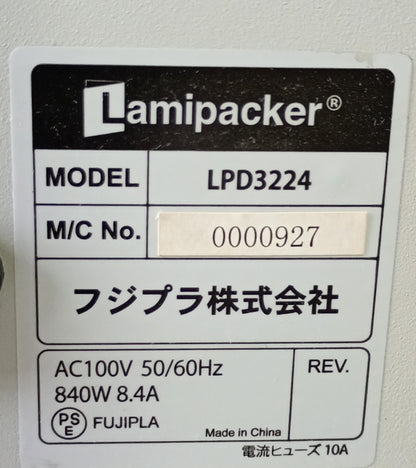 Lamipacker®
MODEL LPD3224
M/C No. 0000927
フジプラ株式会社
AC100V 50/60Hz REV.
840W 8.4A
PSE FUJIPLA Made in China
電流ヒューズ 10A